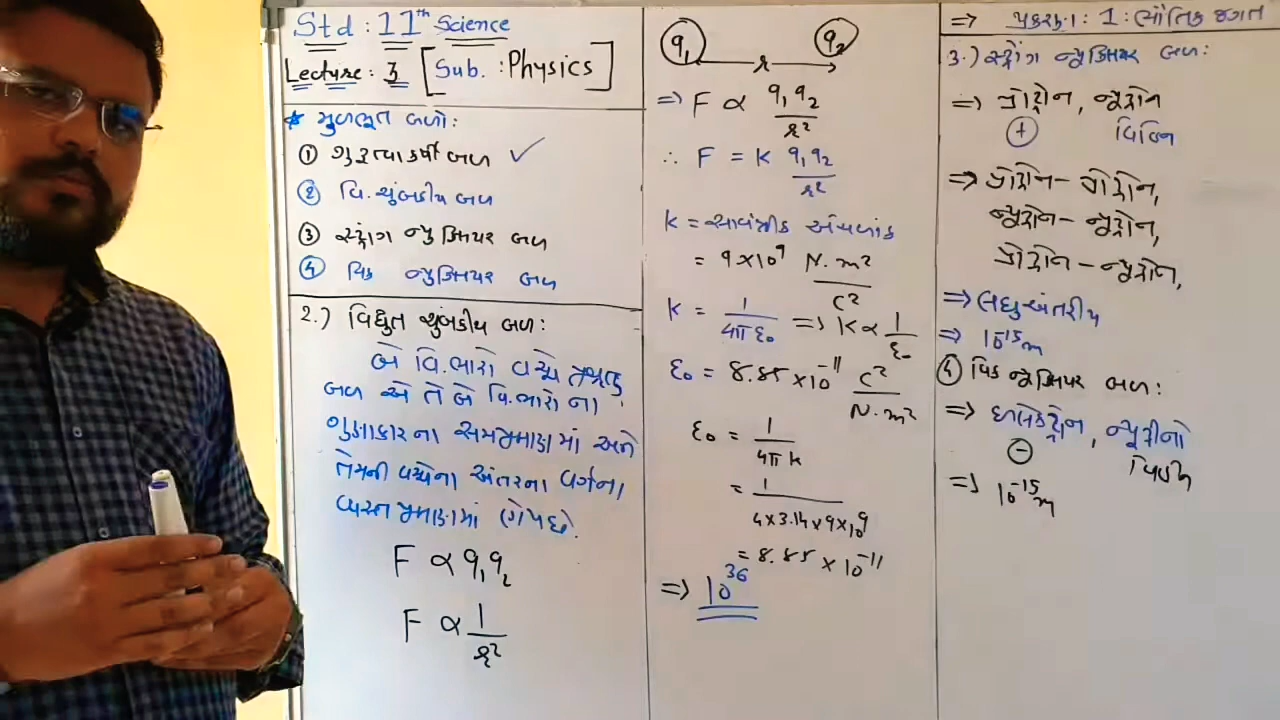 Std : 11th Science
Lecture : 3 [Sub. : Physics]
* મુળભૂત બળો :
① ગુરુત્વાકર્ષી બળ ✓
② વિ. ચુંબકીય બળ
③ સ્ટ્રોંગ ન્યુક્લિયર બળ
④ વિક ન્યુક્લિયર બળ
2.) વિદ્યુત ચુંબકીય બળ :
બે વિ.ભારો વચ્ચે લાગતુ
બળ એ તે બે વિ.ભારો ના
ગુણાકારના સમપ્રમાણ માં અને
તેમની વચ્ચેના અંતરના વર્ગના
વ્યસ્ત પ્રમાણમાં હોય છે.
F ∝ q₁q₂
F ∝ 1/r²
q₁ r q₂
⇒ F ∝ q₁q₂/r²
∴ F = K q₁q₂/r²
K = સાર્વત્રીક અચળાંક
= 9×10⁹ N.m²/C²
K = 1/4πε₀ ⇒ K ∝ 1/ε₀
ε₀ = 8.85 × 10⁻¹¹ C²/N.m²
ε₀ = 1/4πk
= 1/4×3.14×9×10⁹
= 8.85 × 10⁻¹¹
⇒ 10³⁶
⇒ પ્રકરણ : 1 : ભૌતિક જગત
3.) સ્ટ્રોંગ ન્યુક્લિયર બળ :
⇒ પ્રોટોન, ન્યૂટ્રોન
+
⇒ પ્રોટોન – પ્રોટોન,
ન્યૂટ્રોન – ન્યૂટ્રોન,
પ્રોટોન – ન્યૂટ્રોન,
⇒ લઘુઅંતરીય
⇒ 10⁻¹⁵m
④ વિક ન્યુક્લિયર બળ :
⇒ ઇલેક્ટ્રોન, ન્યૂટ્રીનો
−
⇒ 10⁻¹⁵m